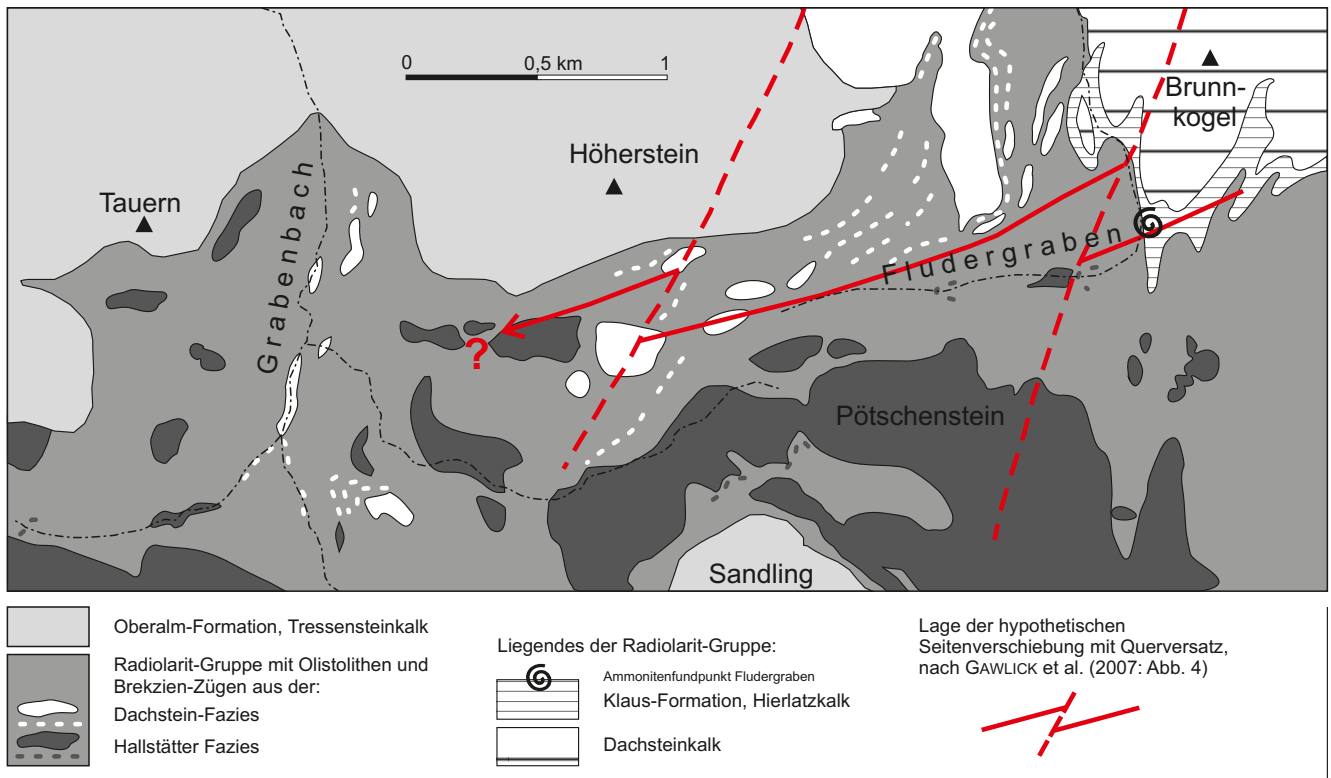 0 0,5 km 1
Brunn-
kogel
Höherstein
Tauern
Grabenbach
Fludergraben
?
Pötschenstein
Sandling
Oberalm-Formation, Tressensteinkalk
Radiolarit-Gruppe mit Olistolithen und
Brekzien-Zügen aus der:
Dachstein-Fazies
Hallstätter Fazies
Liegendes der Radiolarit-Gruppe:
Ammonitenfundpunkt Fludergraben
Klaus-Formation, Hierlatzkalk
Dachsteinkalk
Lage der hypothetischen
Seitenverschiebung mit Querversatz,
nach GAWLICK et al. (2007: Abb. 4)